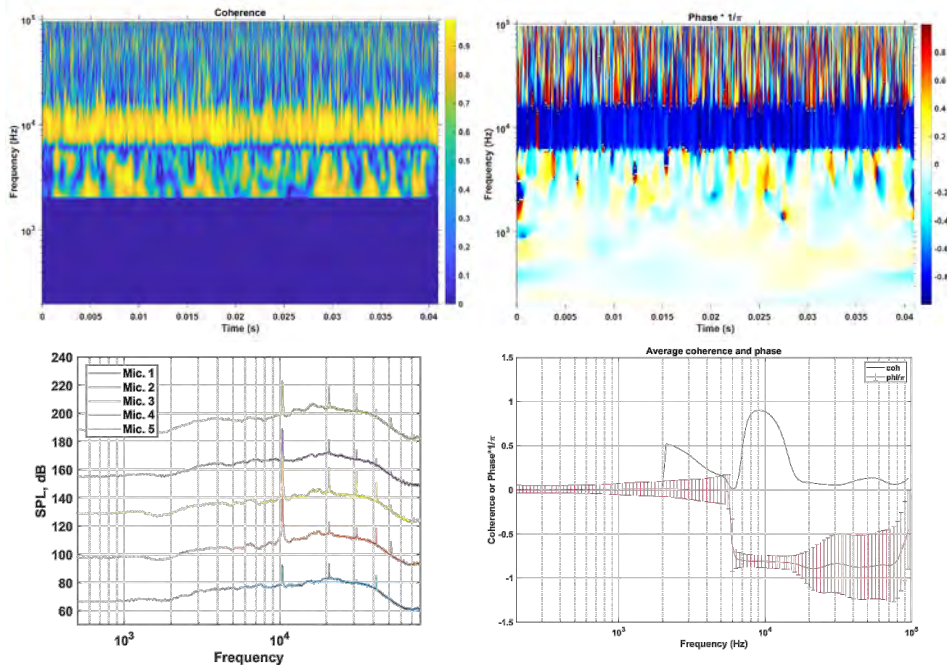 Coherence
10^5
10^4
10^3
Frequency (Hz)
0 0.005 0.01 0.015 0.02 0.025 0.03 0.035 0.04
Time (s)
0.9
0.8
0.7
0.6
0.5
0.4
0.3
0.2
0.1
0
Phase * 1/π
10^5
10^4
10^3
Frequency (Hz)
0 0.005 0.01 0.015 0.02 0.025 0.03 0.035 0.04
Time (s)
0.8
0.6
0.4
0.2
0
-0.2
-0.4
-0.6
-0.8
240
220
200
180
160
140
120
100
80
60
SPL, dB
Mic. 1
Mic. 2
Mic. 3
Mic. 4
Mic. 5
10^3 10^4
Frequency
Average coherence and phase
1.5
1
0.5
0
-0.5
-1
-1.5
Coherence or Phase*1/π
coh
phi/π
10^3 10^4 10^5
Frequency (Hz)